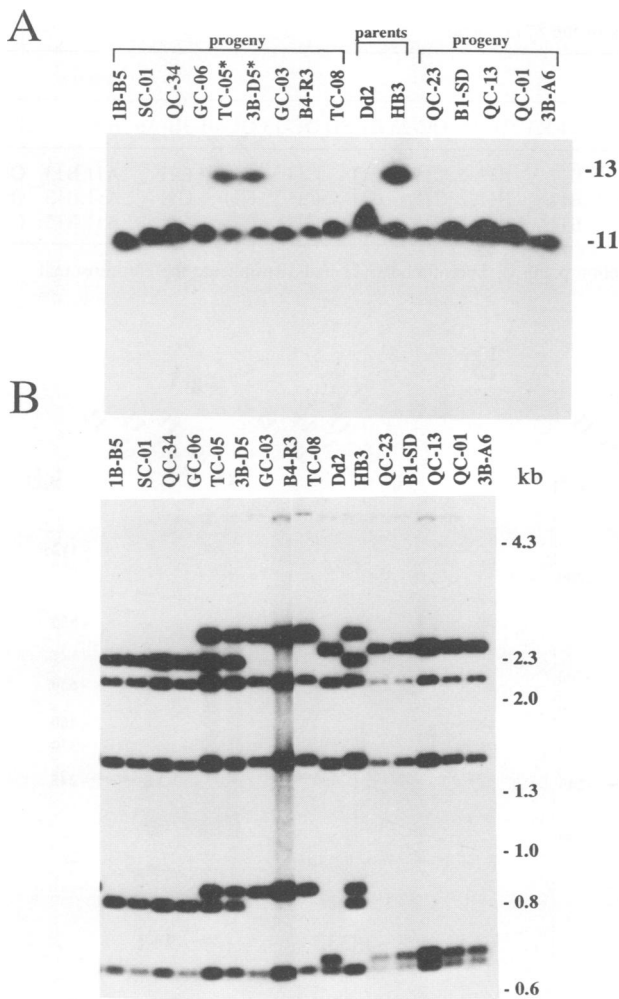 A
progeny parents progeny
1B-B5 SC-01 QC-34 GC-06 TC-05* 3B-D5* GC-03 B4-R3 TC-08 Dd2 HB3 QC-23 B1-SD QC-13 QC-01 3B-A6
-13
-11
B
1B-B5 SC-01 QC-34 GC-06 TC-05 3B-D5 GC-03 B4-R3 TC-08 Dd2 HB3 QC-23 B1-SD QC-13 QC-01 3B-A6 kb
- 4.3
- 2.3
- 2.0
- 1.3
- 1.0
- 0.8
- 0.6